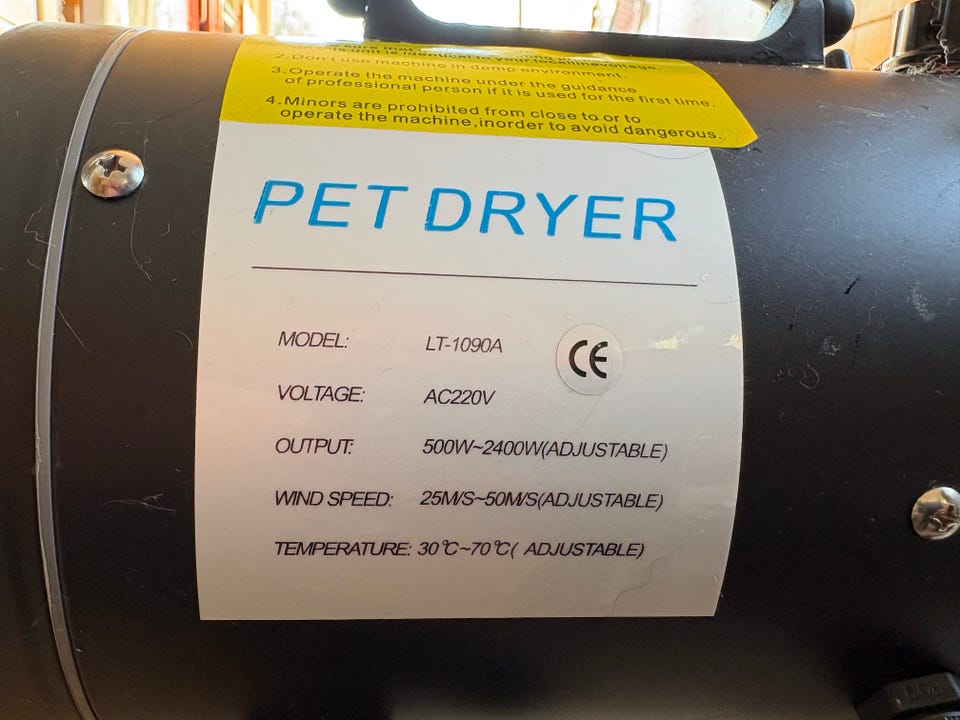 2.Don't use machine in damp environment.
3.Operate the machine under the guidance
of professional person if it is used for the first time.
4.Minors are prohibited from close to or to
operate the machine,inorder to avoid dangerous.
PET DRYER
MODEL: LT-1090A
CE
VOLTAGE: AC220V
OUTPUT: 500W~2400W(ADJUSTABLE)
WIND SPEED: 25M/S~50M/S(ADJUSTABLE)
TEMPERATURE: 30℃~70℃( ADJUSTABLE)